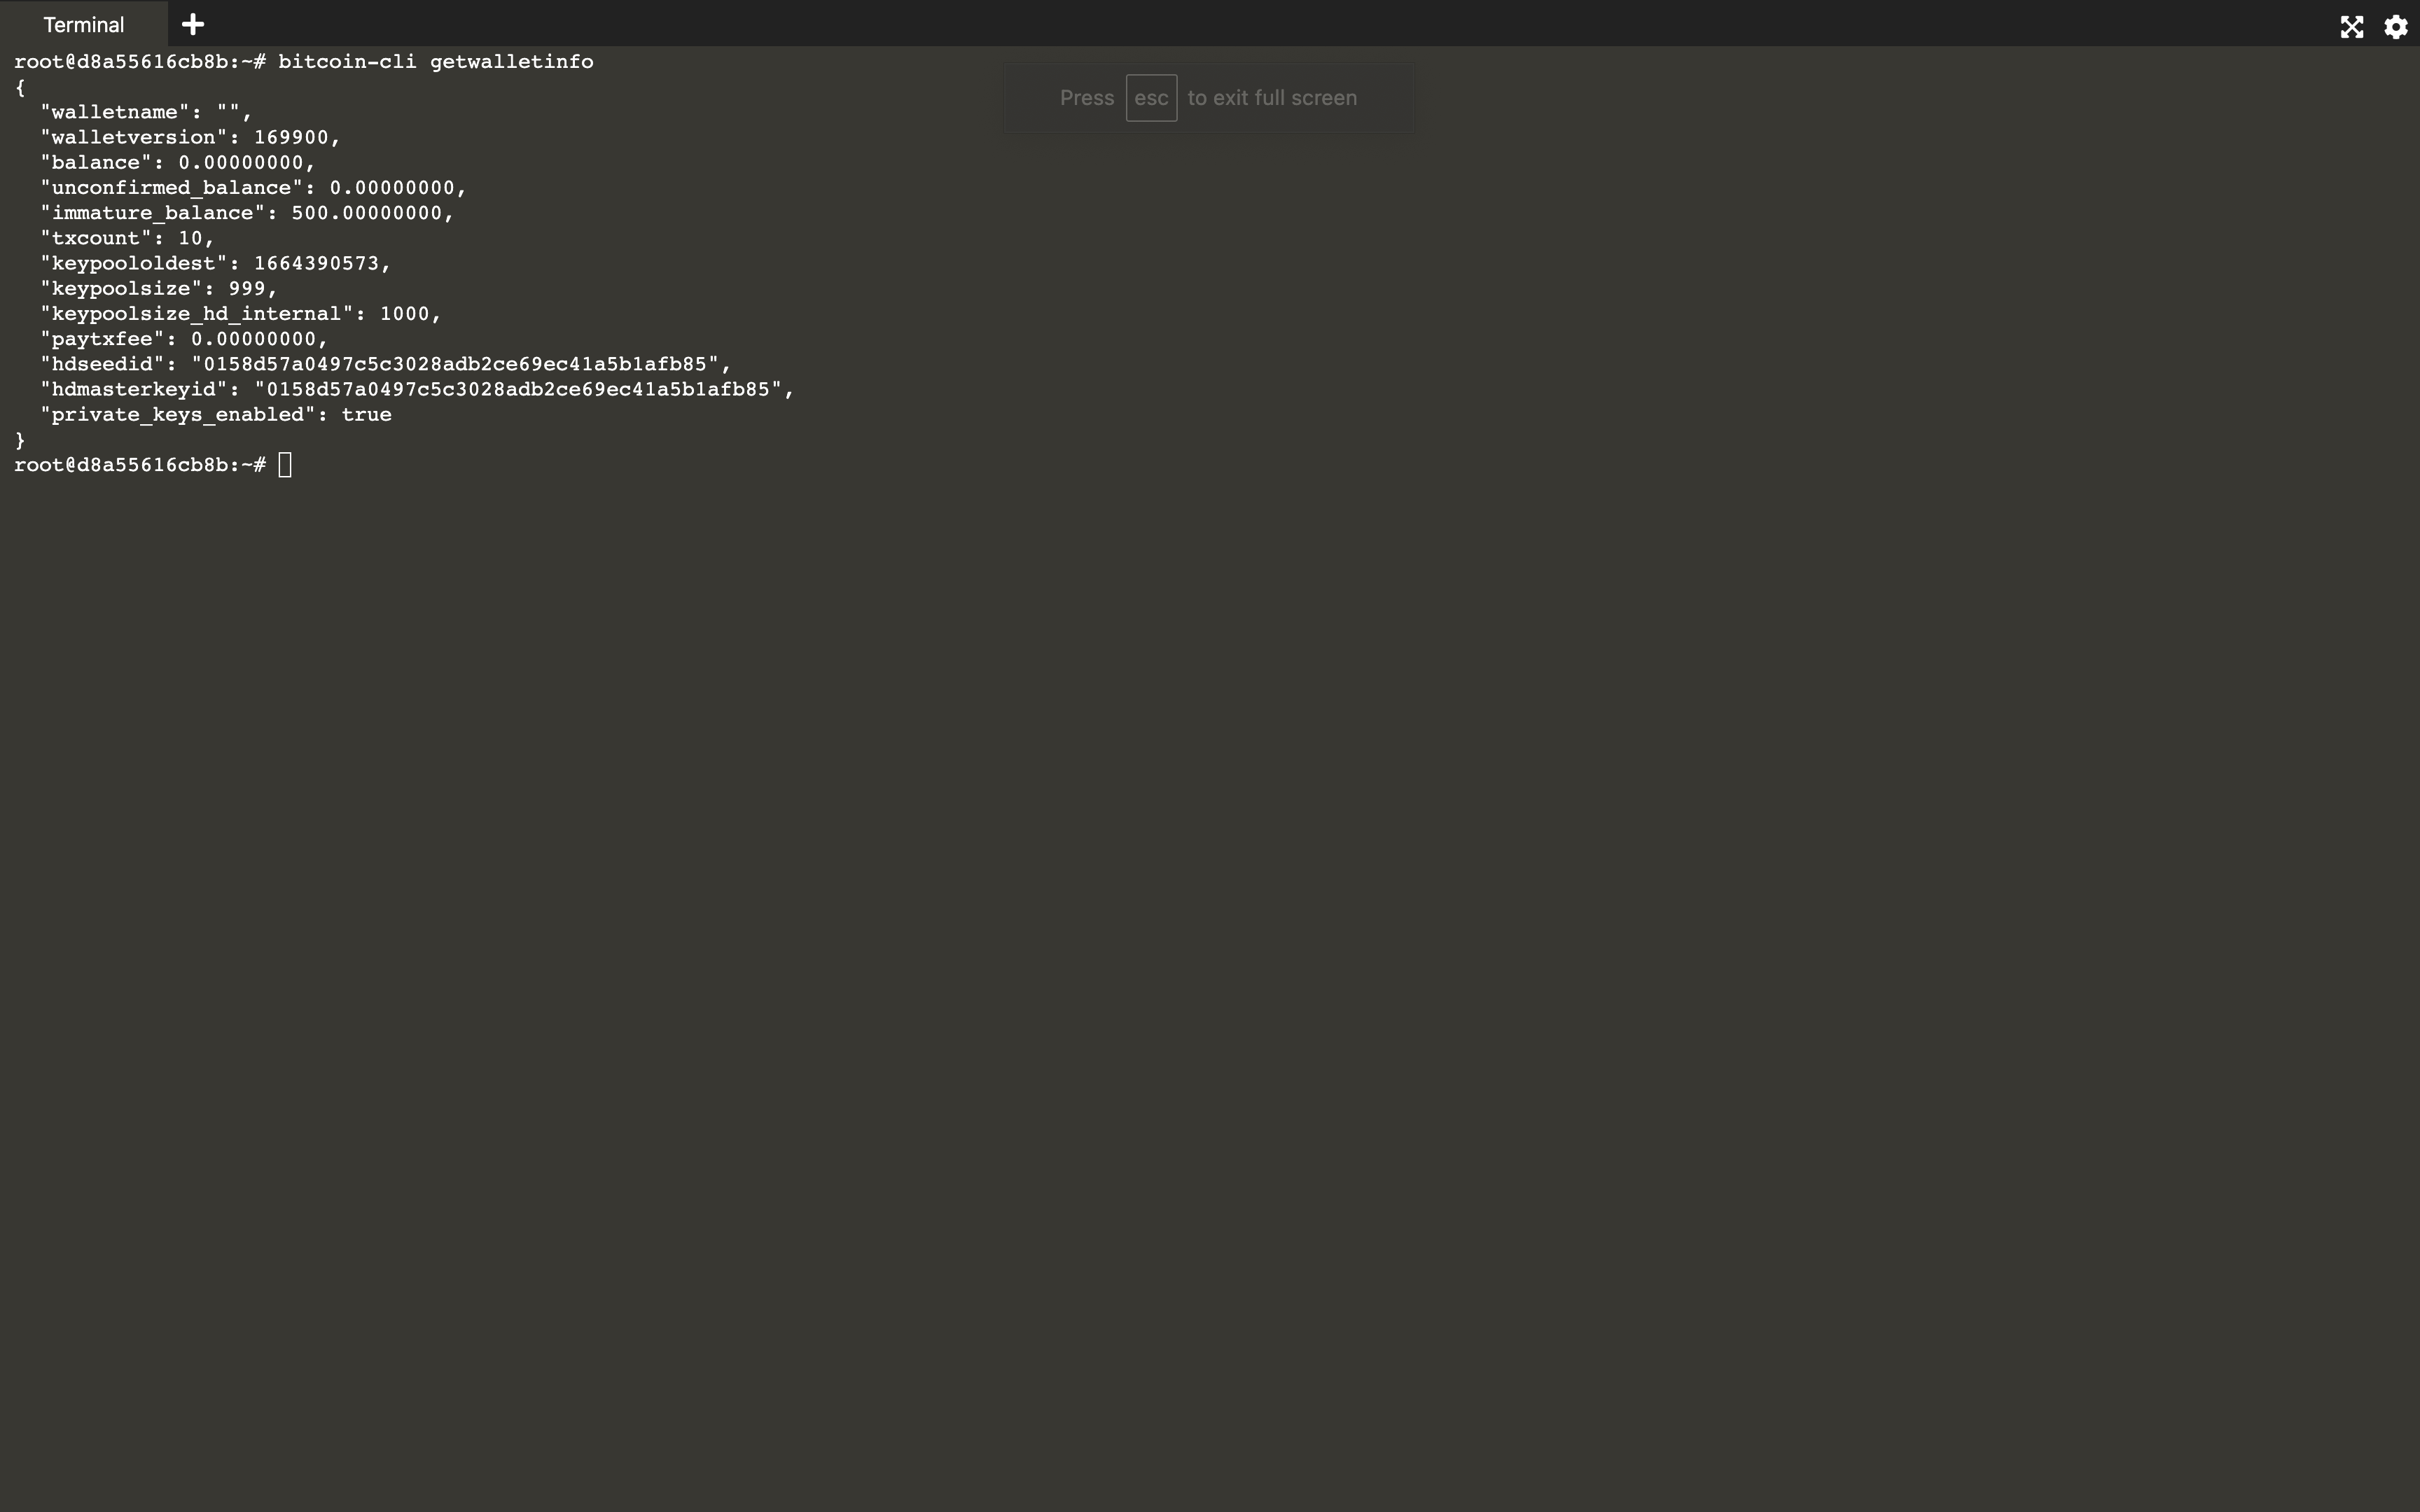 Terminal
root@d8a55616cb8b:~# bitcoin-cli getwalletinfo
{
  "walletname": "",
  "walletversion": 169900,
  "balance": 0.00000000,
  "unconfirmed_balance": 0.00000000,
  "immature_balance": 500.00000000,
  "txcount": 10,
  "keypoololdest": 1664390573,
  "keypoolsize": 999,
  "keypoolsize_hd_internal": 1000,
  "paytxfee": 0.00000000,
  "hdseedid": "0158d57a0497c5c3028adb2ce69ec41a5b1afb85",
  "hdmasterkeyid": "0158d57a0497c5c3028adb2ce69ec41a5b1afb85",
  "private_keys_enabled": true
}
root@d8a55616cb8b:~#
Press esc to exit full screen